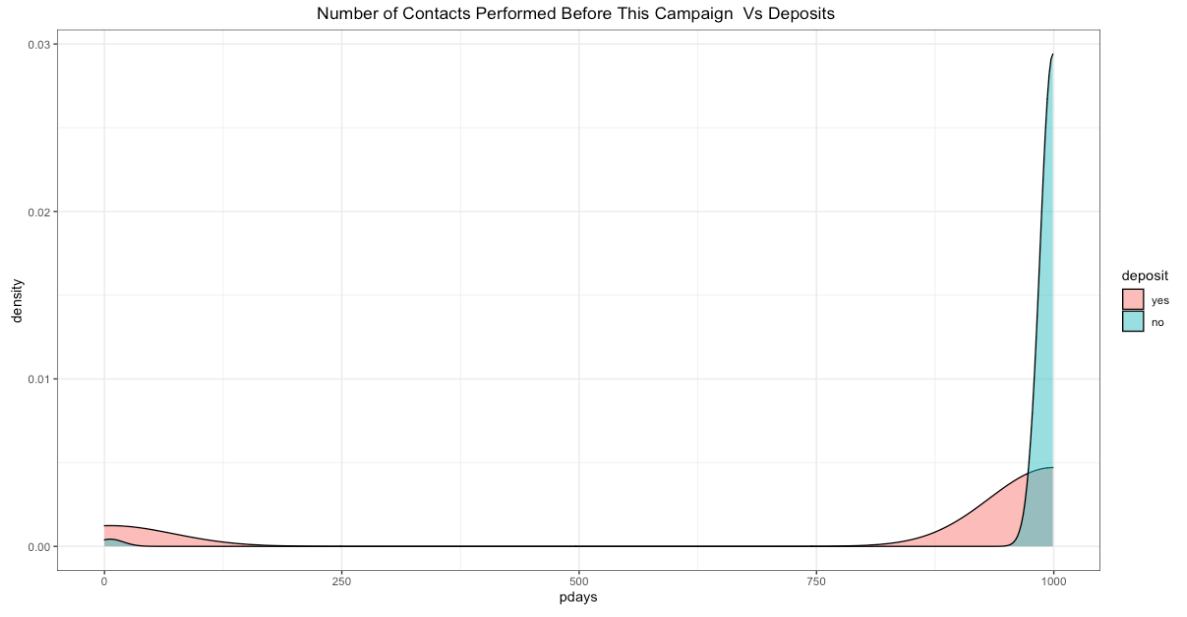 Number of Contacts Performed Before This Campaign  Vs Deposits
0.03
0.02
0.01
0.00
density
0
250
500
750
1000
pdays
deposit
yes
no